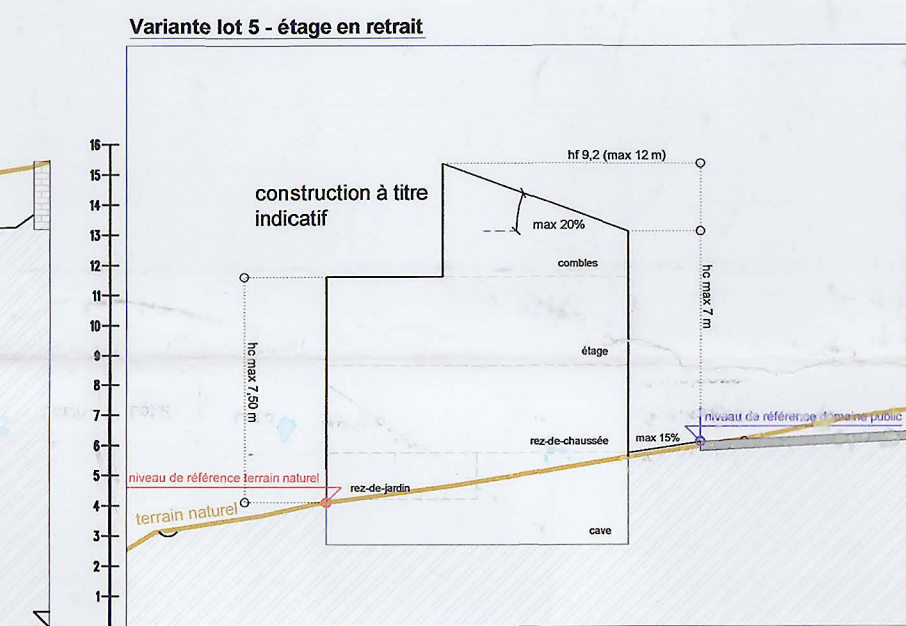 Variante lot 5 - étage en retrait
16
15
14
13
12
11
10
9
8
7
6
5
4
3
2
1
hf 9,2 (max 12 m)
construction à titre
indicatif
max 20%
combles
hc max 7 m
étage
hc max 7,50 m
niveau de référence domaine public
rez-de-chaussée
max 15%
niveau de référence terrain naturel
rez-de-jardin
terrain naturel
cave